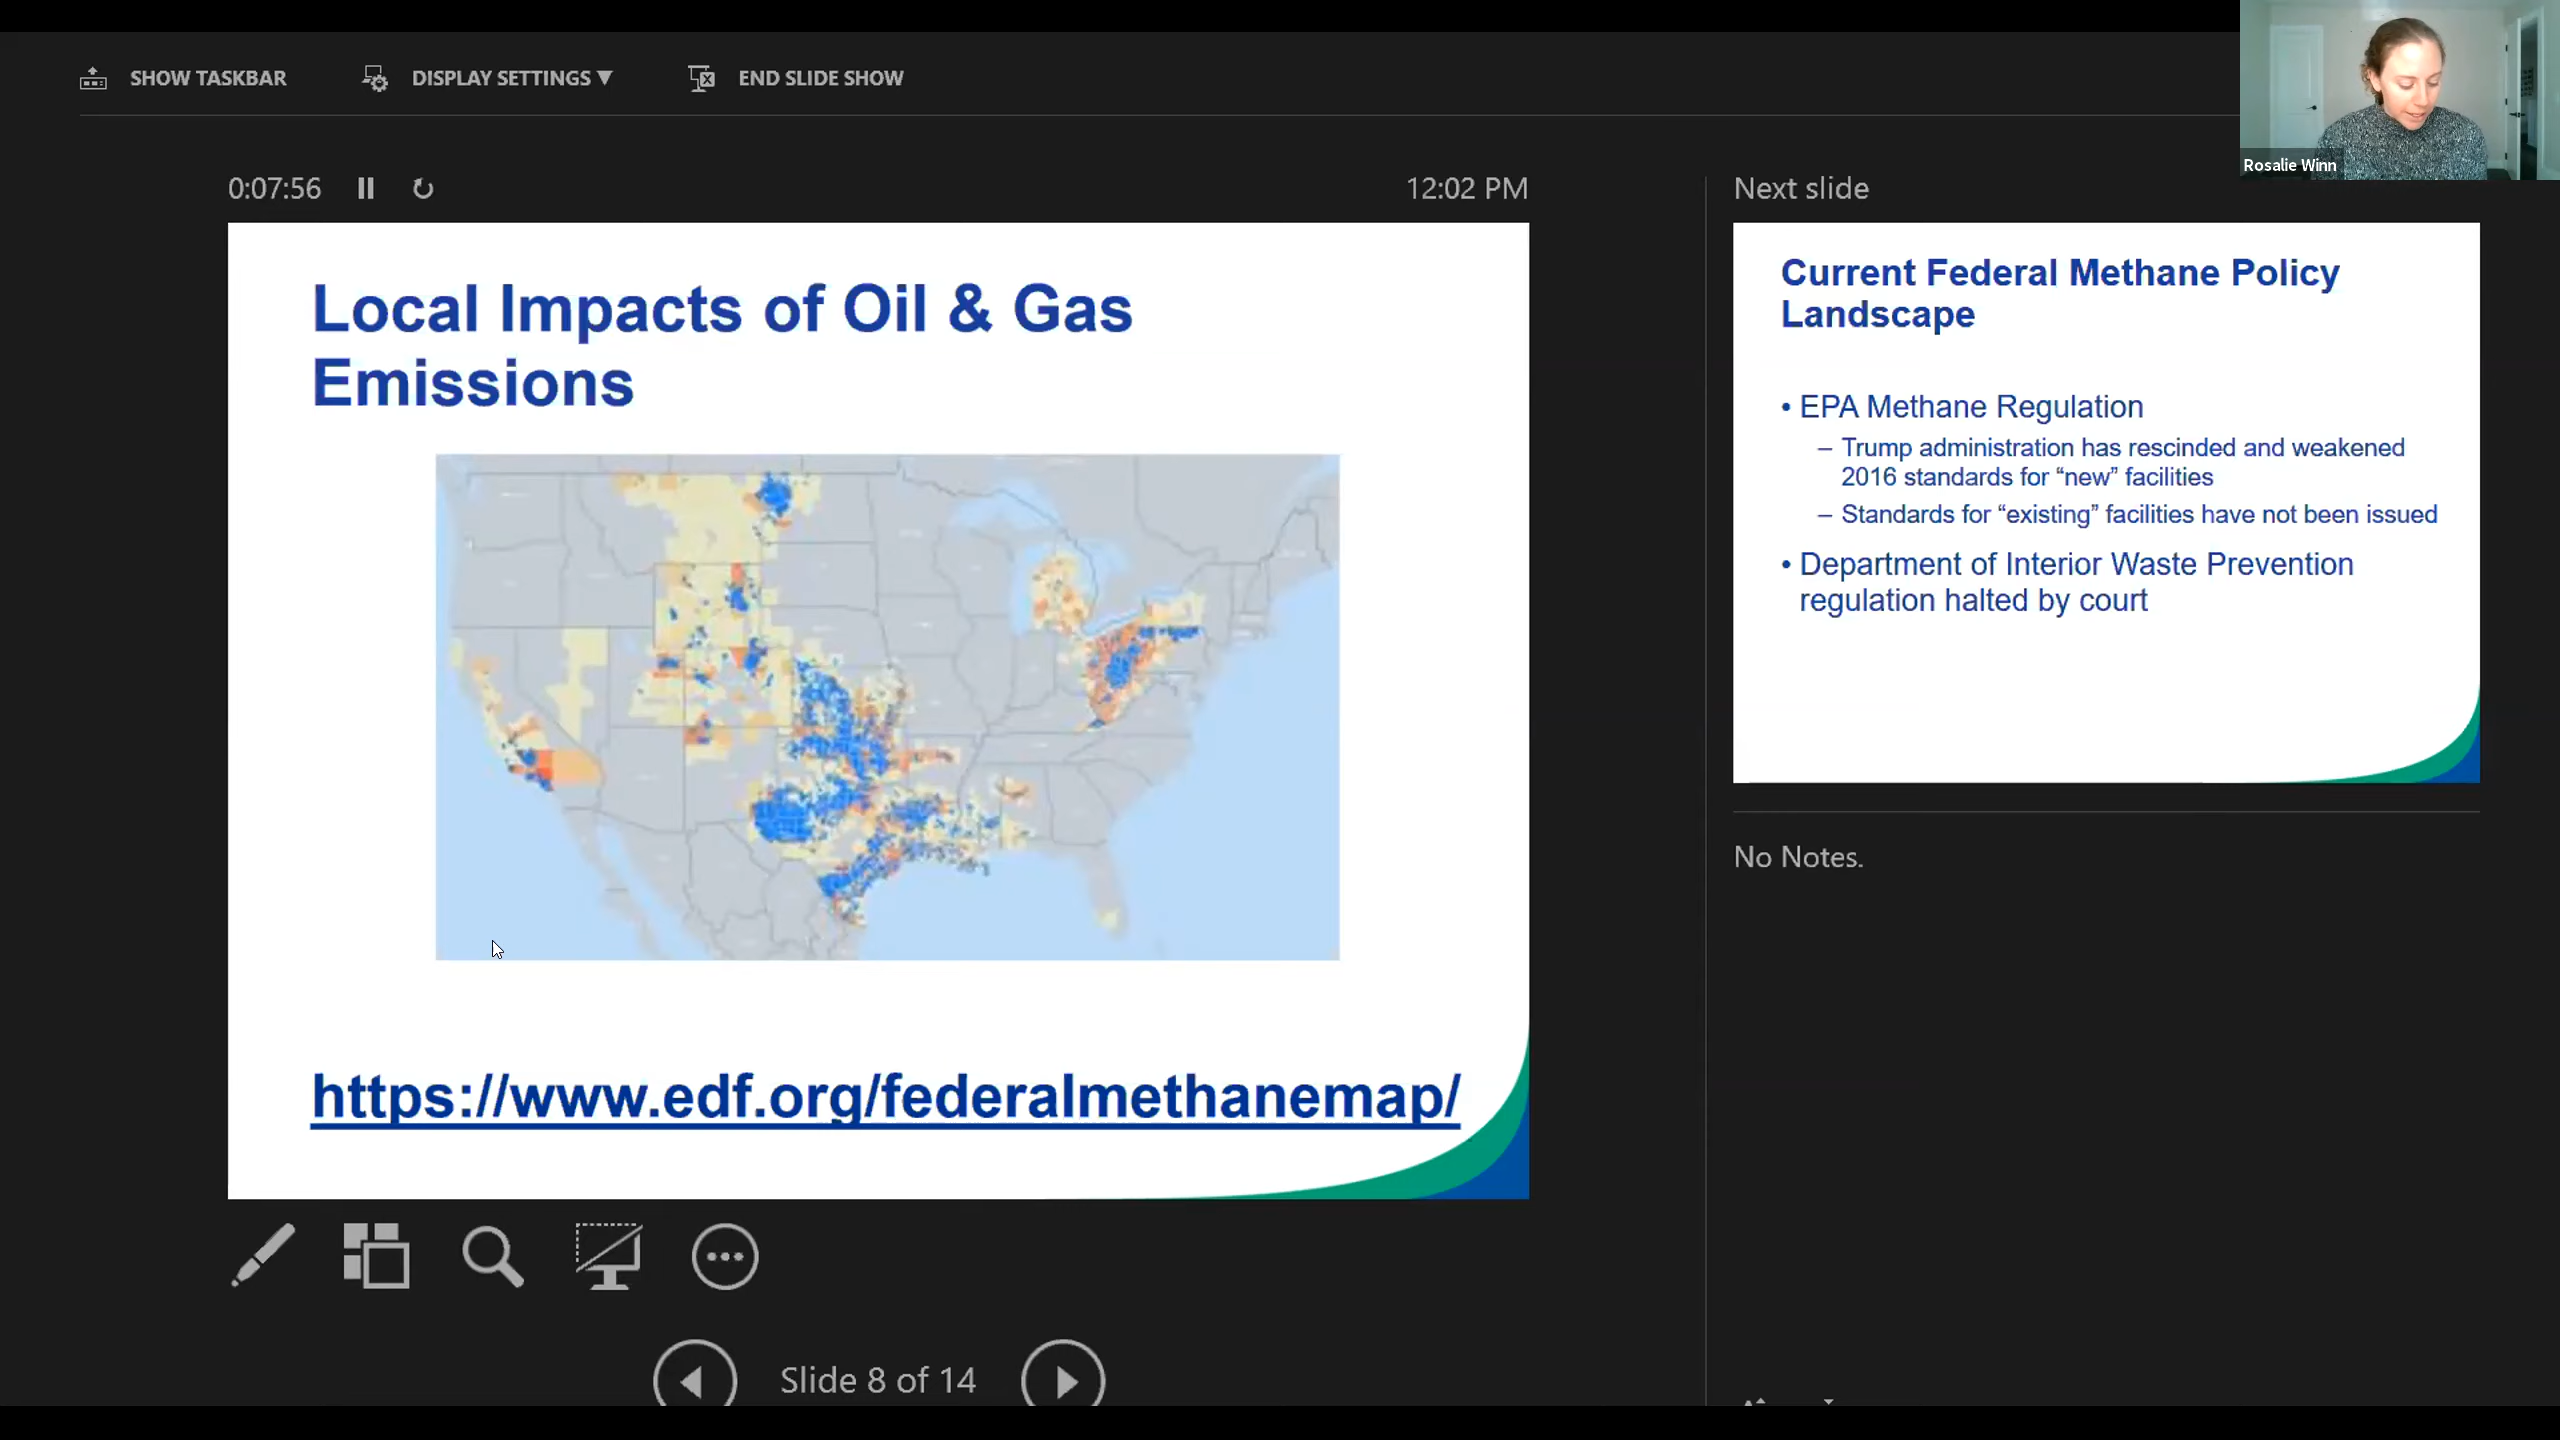 SHOW TASKBAR
DISPLAY SETTINGS ▼
END SLIDE SHOW
Rosalie Winn
0:07:56
12:02 PM
Local Impacts of Oil & Gas
Emissions
https://www.edf.org/federalmethanemap/
Slide 8 of 14
Next slide
Current Federal Methane Policy
Landscape
• EPA Methane Regulation
– Trump administration has rescinded and weakened
2016 standards for “new” facilities
– Standards for “existing” facilities have not been issued
• Department of Interior Waste Prevention
regulation halted by court
No Notes.